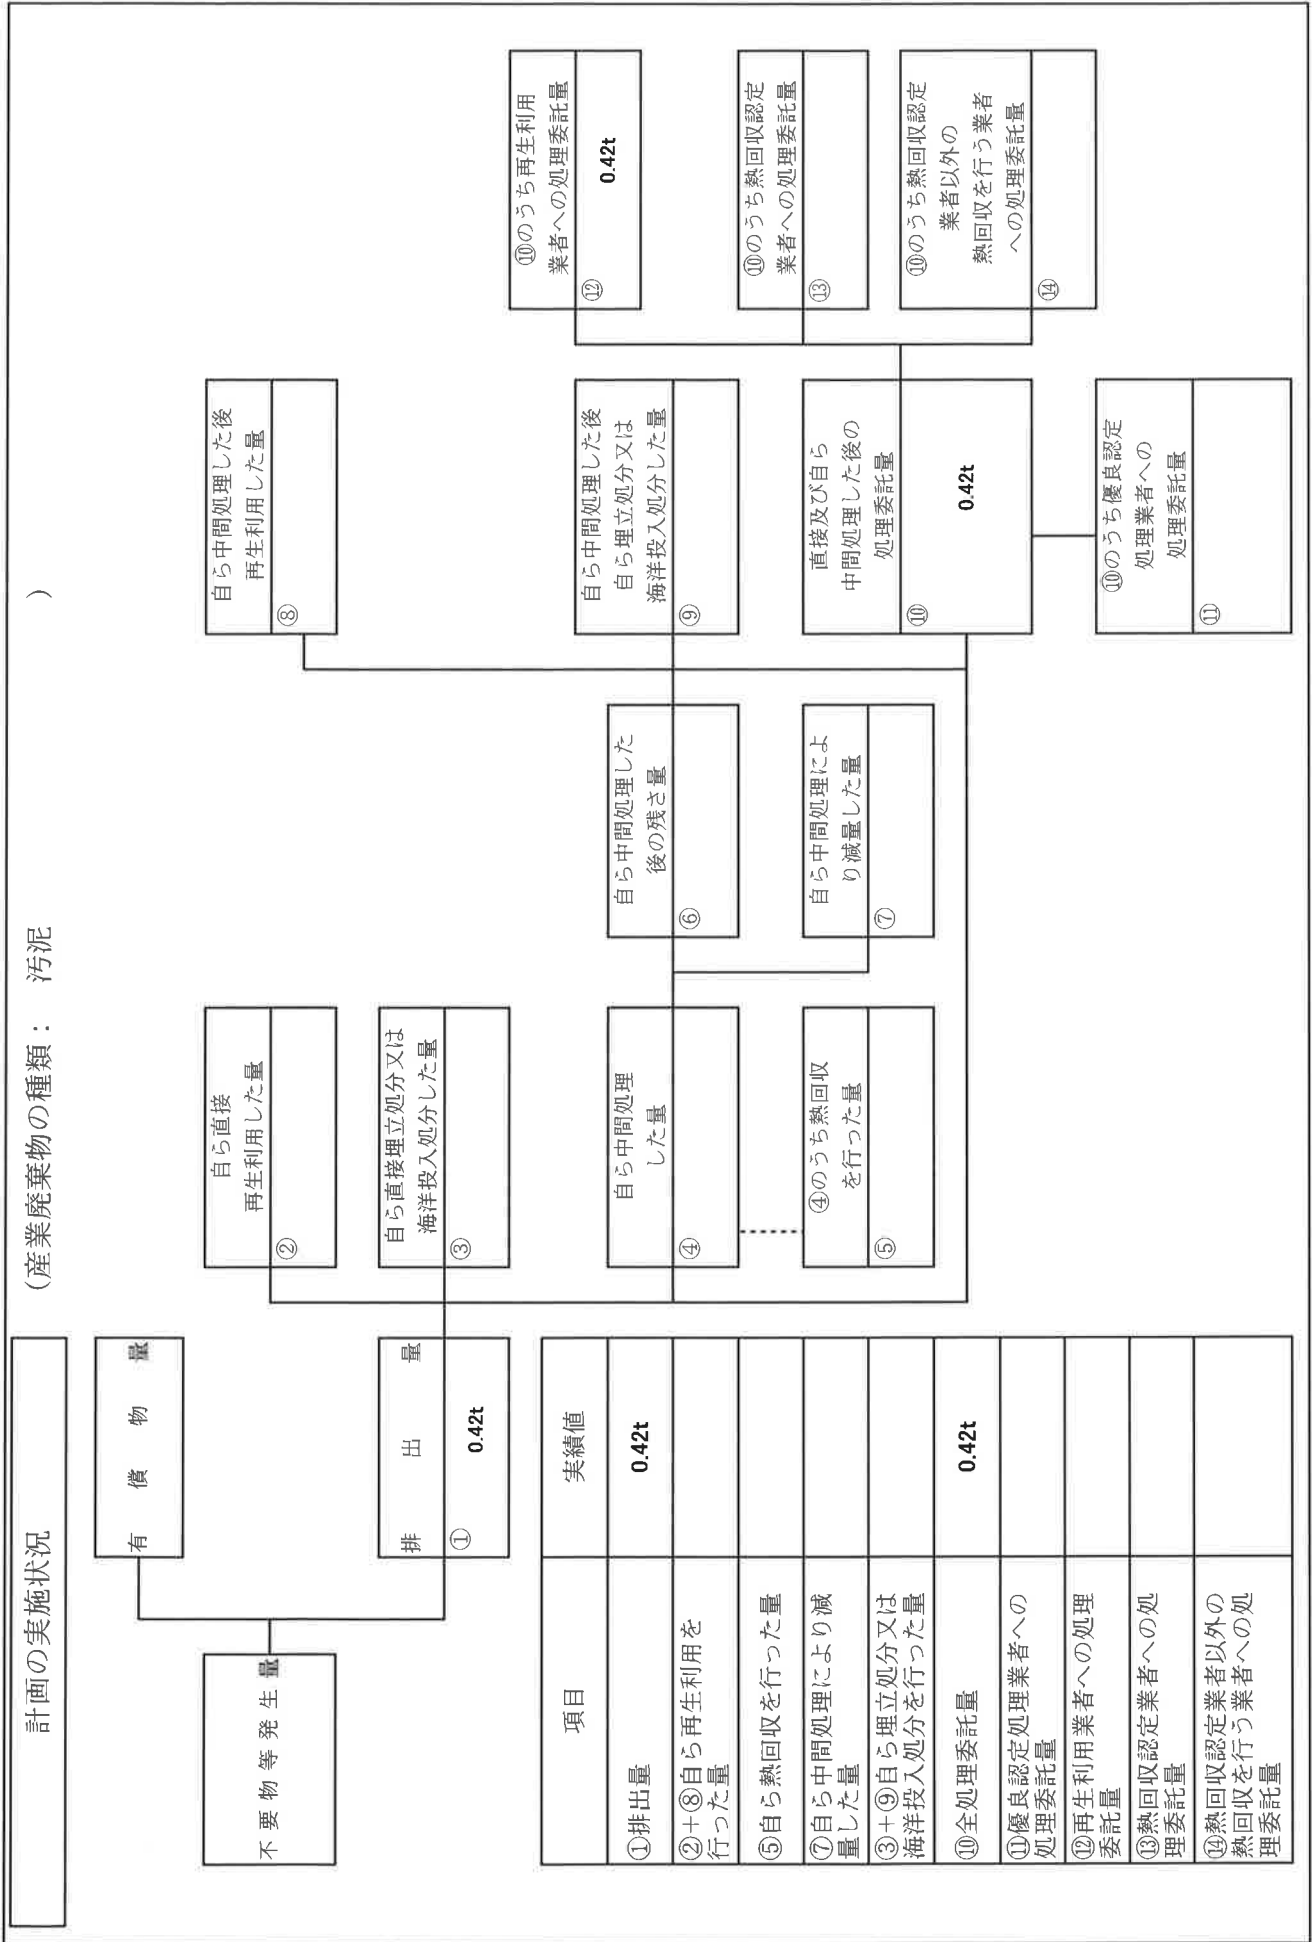 計画の実施状況
(産業廃棄物の種類： 汚泥 )
不要物等発生量
有償物量
排出量
①
0.42t
自ら直接
再生利用した量
②
自ら直接埋立処分又は
海洋投入処分した量
③
自ら中間処理
した量
④
④のうち熱回収
を行った量
⑤
自ら中間処理した
後の残さ量
⑥
自ら中間処理によ
り減量した量
⑦
自ら中間処理した後
再生利用した量
⑧
自ら中間処理した後
自ら埋立処分又は
海洋投入処分した量
⑨
直接及び自ら
中間処理した後の
処理委託量
⑩
0.42t
⑩のうち優良認定
処理業者への
処理委託量
⑪
⑩のうち再生利用
業者への処理委託量
⑫
0.42t
⑩のうち熱回収認定
業者への処理委託量
⑬
⑩のうち熱回収認定
業者以外の
熱回収を行う業者
への処理委託量
⑭
項目 実績値
①排出量 0.42t
②＋⑧自ら再生利用を
行った量
⑤自ら熱回収を行った量
⑦自ら中間処理により減
量した量
③＋⑨自ら埋立処分又は
海洋投入処分を行った量
⑩全処理委託量 0.42t
⑪優良認定処理業者への
処理委託量
⑫再生利用業者への処理
委託量
⑬熱回収認定業者への処
理委託量
⑭熱回収認定業者以外の
熱回収を行う業者への処
理委託量